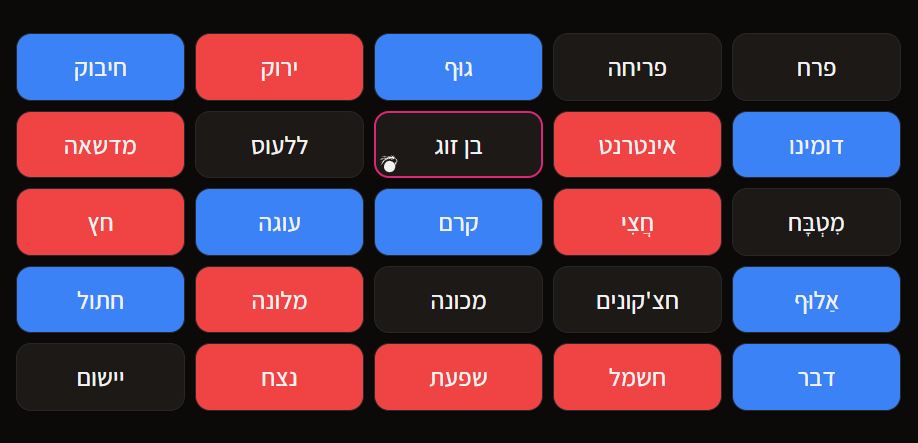 פרח פריחה גוּף ירוק חיבוק
דומינו אינטרנט בן זוג ללעוס מדשאה
מִטְבָּח חֲצִי קרם עוגה חץ
אַלוּף חצ'קונים מכונה מלונה חתול
דבר חשמל שפעת נצח יישום